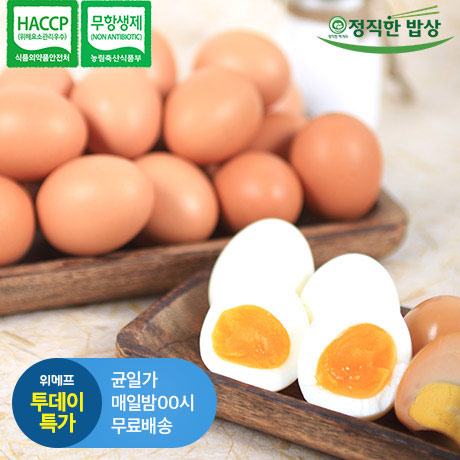 HACCP
(위해요소관리우수)
식품의약품안전처
무항생제
(NON ANTIBIOTIC)
농림축산식품부
정직한 밥상
위메프
투데이
특가
균일가
매일밤00시
무료배송